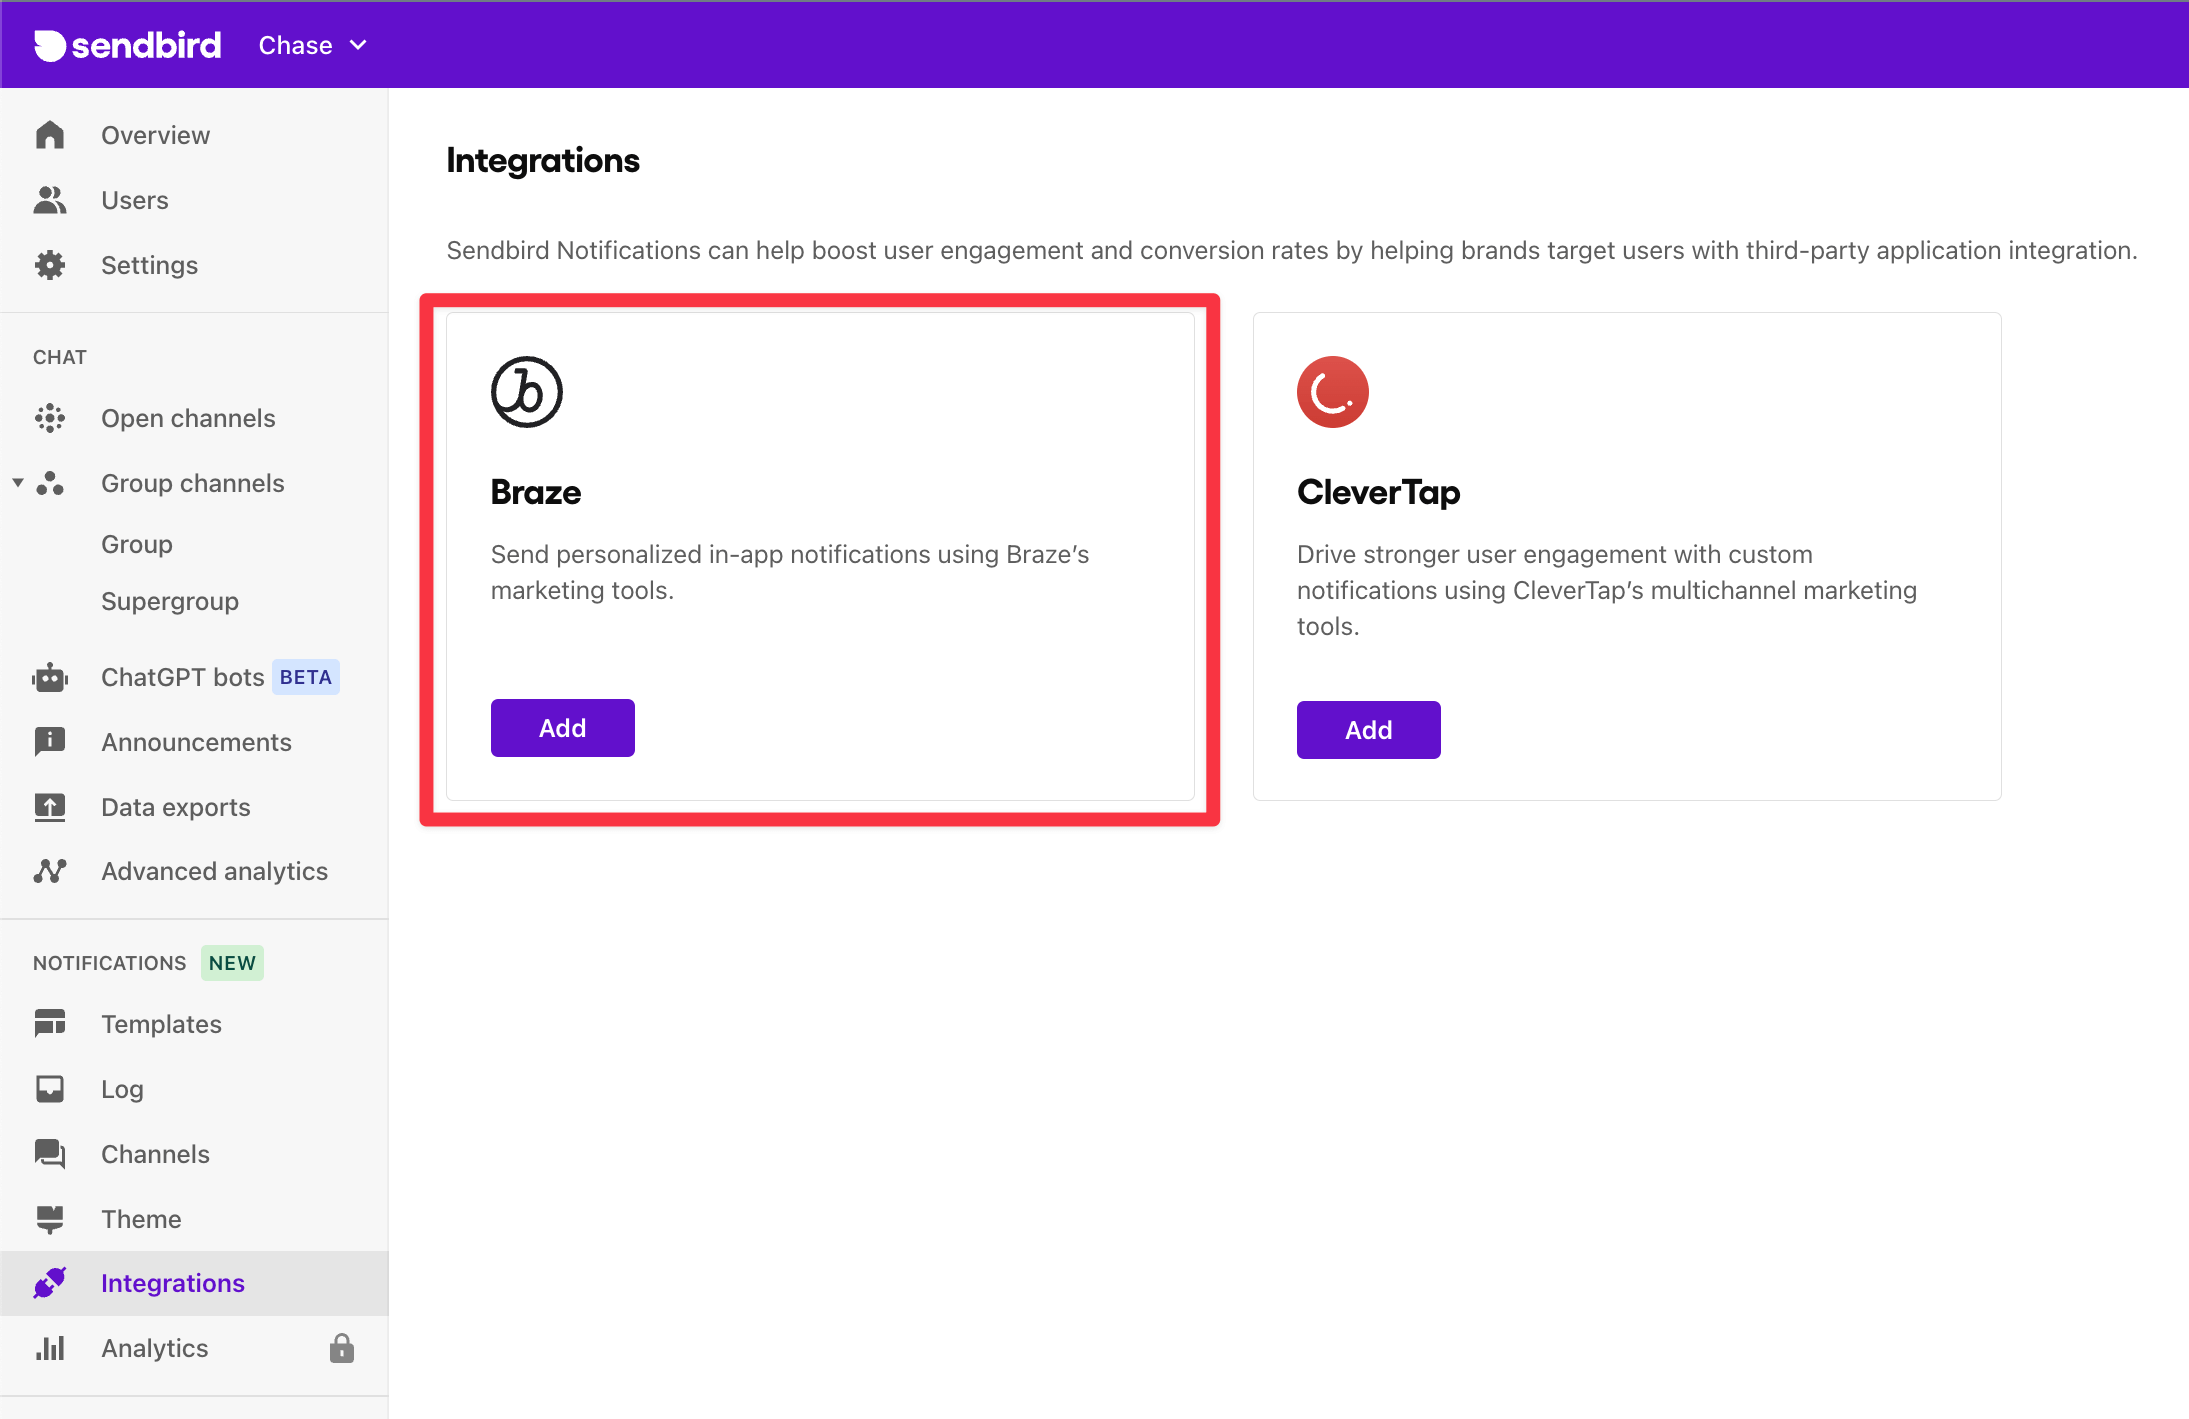 sendbird Chase
Overview
Users
Settings
CHAT
Open channels
Group channels
Group
Supergroup
ChatGPT bots BETA
Announcements
Data exports
Advanced analytics
NOTIFICATIONS NEW
Templates
Log
Channels
Theme
Integrations
Analytics
Integrations
Sendbird Notifications can help boost user engagement and conversion rates by helping brands target users with third-party application integration.
b
Braze
Send personalized in-app notifications using Braze’s
marketing tools.
Add
CleverTap
Drive stronger user engagement with custom
notifications using CleverTap’s multichannel marketing
tools.
Add